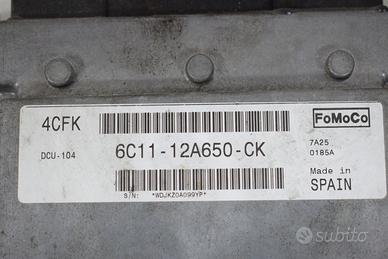 4CFK
FoMoCo
DCU-104
6C11-12A650-CK
7A25
0185A
Made in
SPAIN
S/N: *WDJKZ0A099YP*
subito